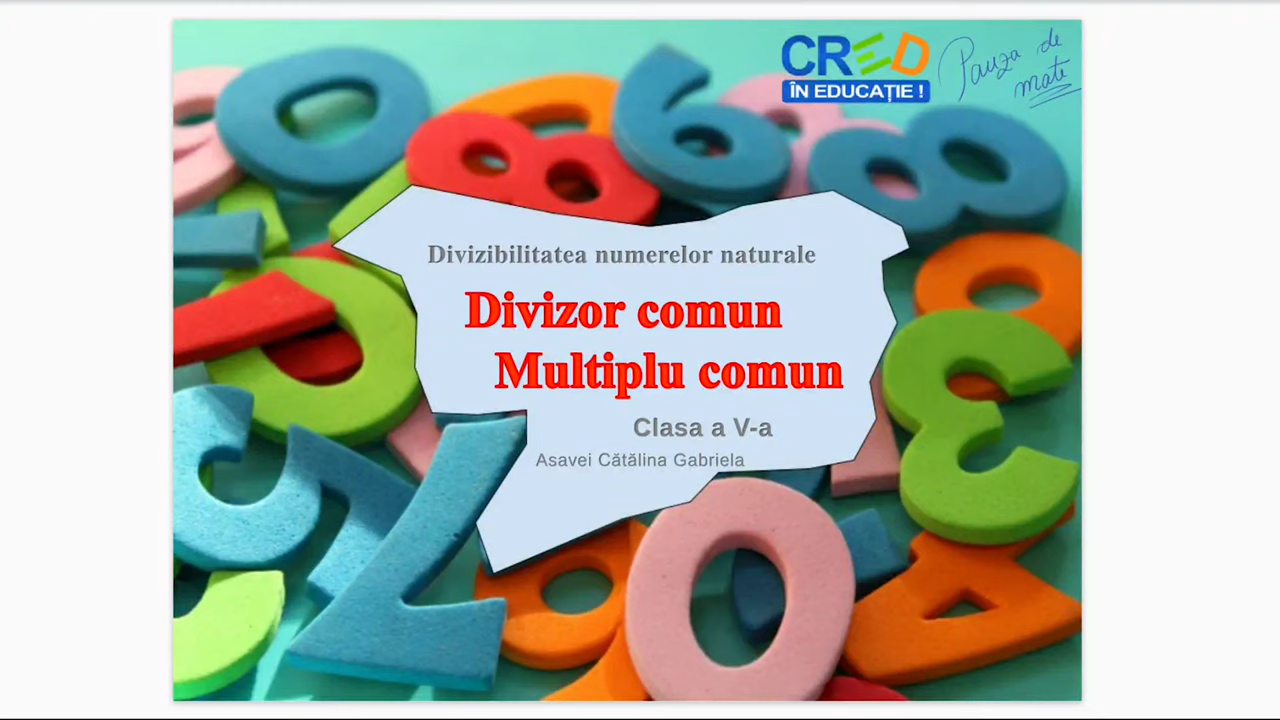 CRED
ÎN EDUCAȚIE !
Pauza de
mate
Divizibilitatea numerelor naturale
Divizor comun
Multiplu comun
Clasa a V-a
Asavei Cătălina Gabriela